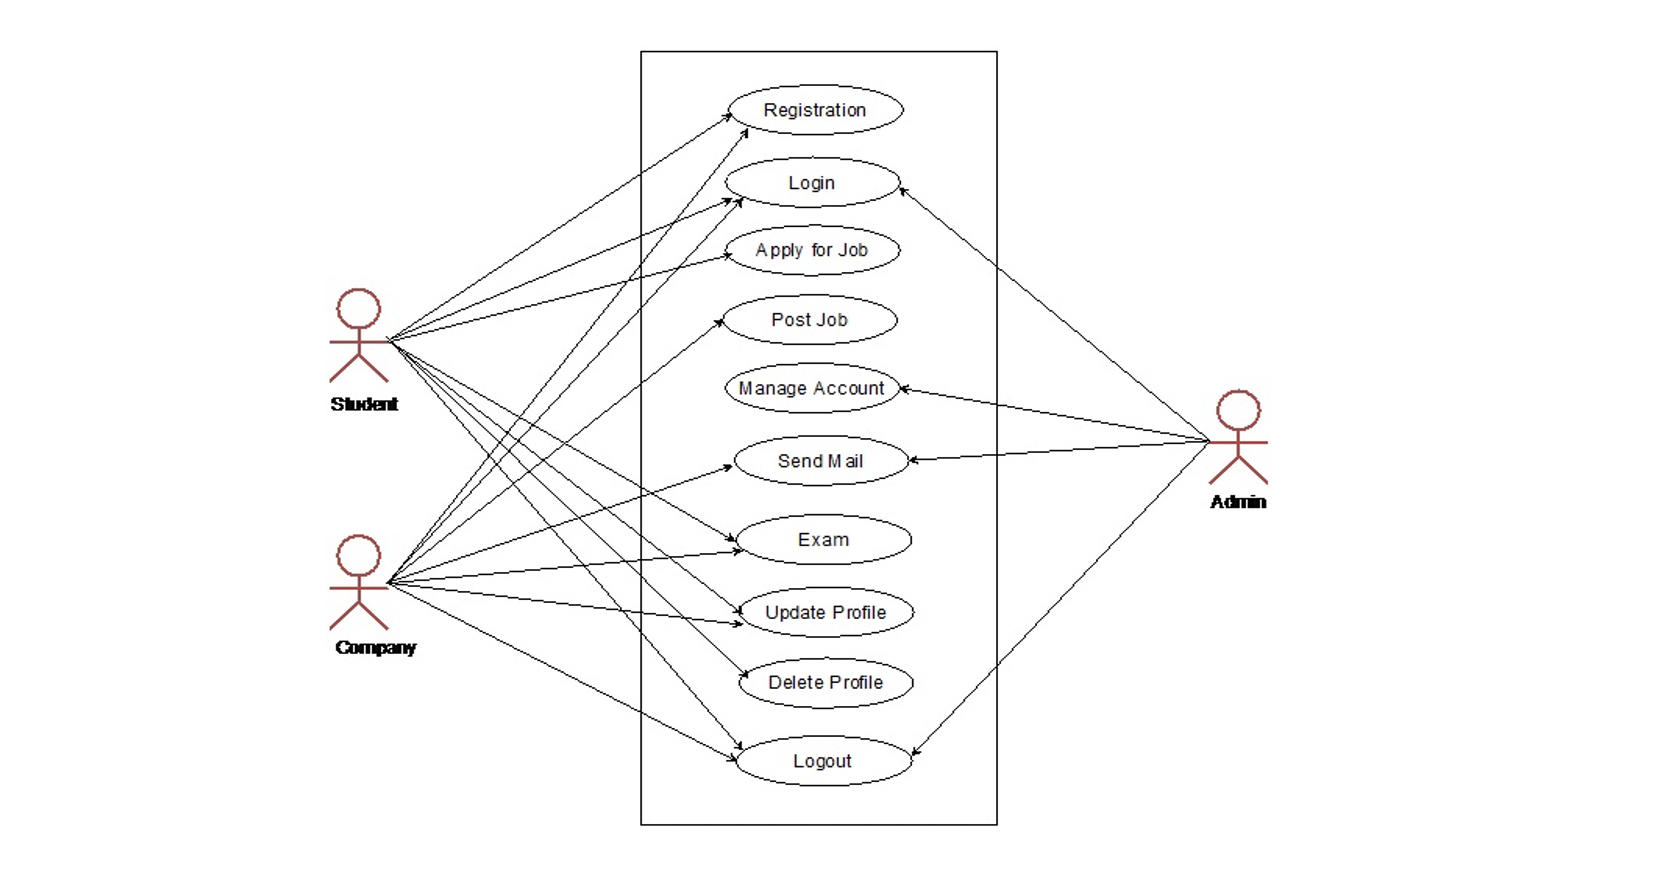 Registration
Login
Apply for Job
Post Job
Manage Account
Send Mail
Exam
Update Profile
Delete Profile
Logout
Student
Company
Admin